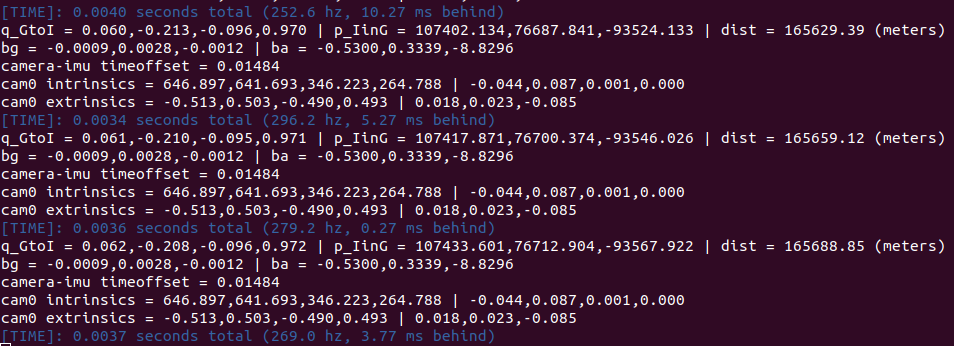 [TIME]: 0.0040 seconds total (252.6 hz, 10.27 ms behind)
q_GtoI = 0.060,-0.213,-0.096,0.970 | p_IinG = 107402.134,76687.841,-93524.133 | dist = 165629.39 (meters)
bg = -0.0009,0.0028,-0.0012 | ba = -0.5300,0.3339,-8.8296
camera-imu timeoffset = 0.01484
cam0 intrinsics = 646.897,641.693,346.223,264.788 | -0.044,0.087,0.001,0.000
cam0 extrinsics = -0.513,0.503,-0.490,0.493 | 0.018,0.023,-0.085
[TIME]: 0.0034 seconds total (296.2 hz, 5.27 ms behind)
q_GtoI = 0.061,-0.210,-0.095,0.971 | p_IinG = 107417.871,76700.374,-93546.026 | dist = 165659.12 (meters)
bg = -0.0009,0.0028,-0.0012 | ba = -0.5300,0.3339,-8.8296
camera-imu timeoffset = 0.01484
cam0 intrinsics = 646.897,641.693,346.223,264.788 | -0.044,0.087,0.001,0.000
cam0 extrinsics = -0.513,0.503,-0.490,0.493 | 0.018,0.023,-0.085
[TIME]: 0.0036 seconds total (279.2 hz, 0.27 ms behind)
q_GtoI = 0.062,-0.208,-0.096,0.972 | p_IinG = 107433.601,76712.904,-93567.922 | dist = 165688.85 (meters)
bg = -0.0009,0.0028,-0.0012 | ba = -0.5300,0.3339,-8.8296
camera-imu timeoffset = 0.01484
cam0 intrinsics = 646.897,641.693,346.223,264.788 | -0.044,0.087,0.001,0.000
cam0 extrinsics = -0.513,0.503,-0.490,0.493 | 0.018,0.023,-0.085
[TIME]: 0.0037 seconds total (269.0 hz, 3.77 ms behind)